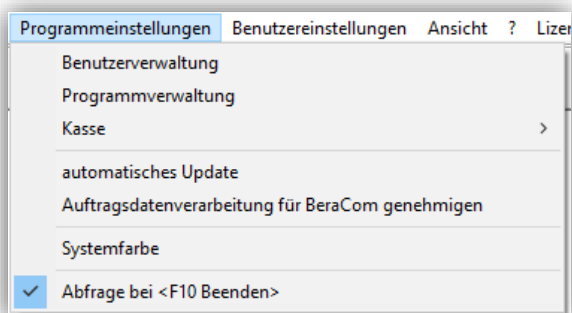 Programmeinstellungen Benutzereinstellungen Ansicht ?
Benutzerverwaltung
Programmverwaltung
Kasse
automatisches Update
Auftragsdatenverarbeitung für BeraCom genehmigen
Systemfarbe
Abfrage bei <F10 Beenden>